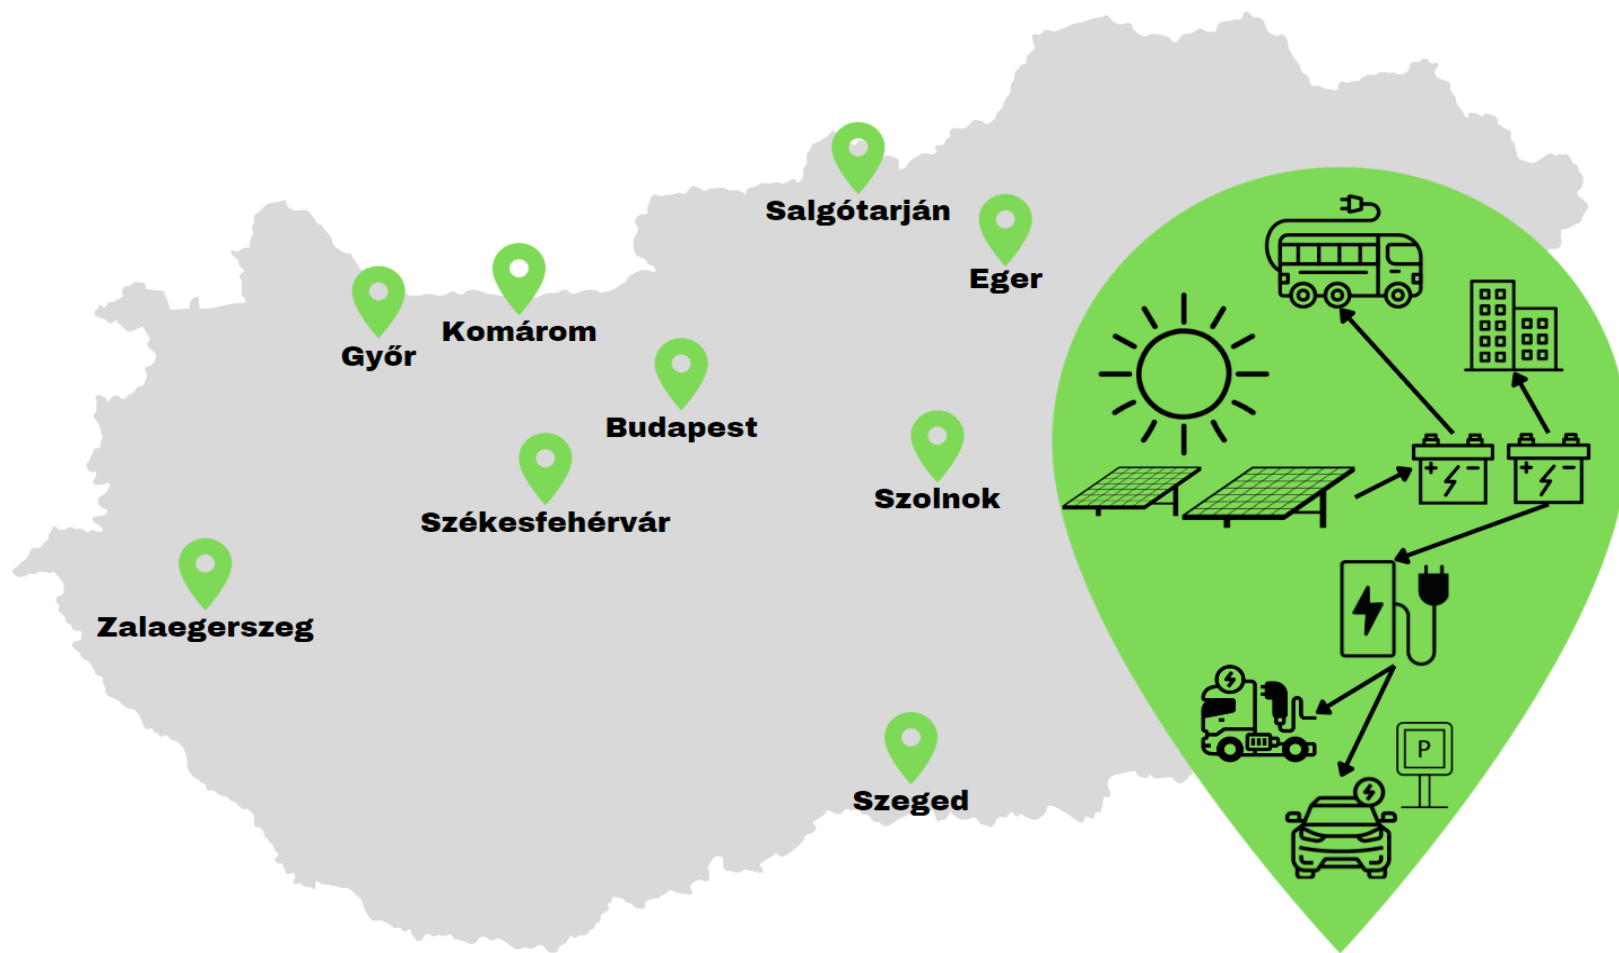 Salgótarján
Eger
Komárom
Győr
Budapest
Szolnok
Székesfehérvár
Zalaegerszeg
Szeged
+ -
+ -
P